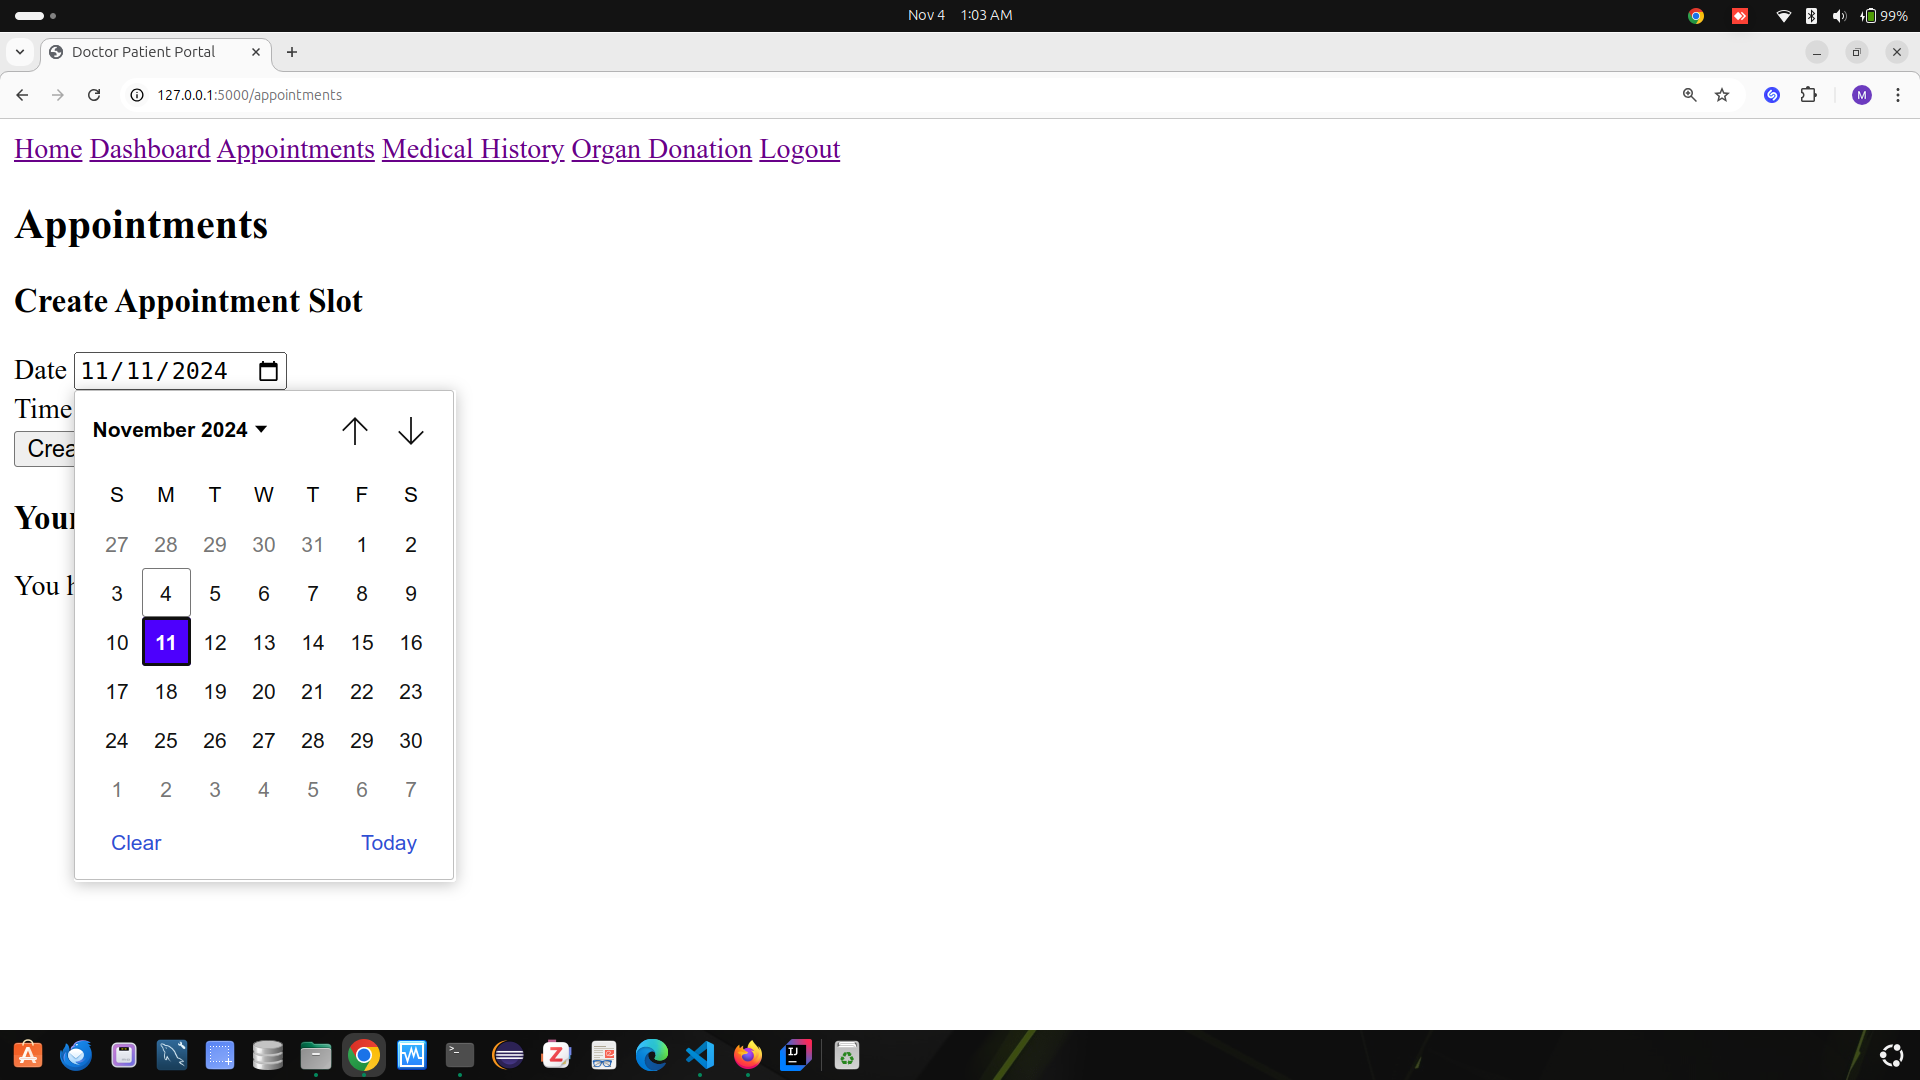 Nov 4 1:03 AM
99%
Doctor Patient Portal
127.0.0.1:5000/appointments
M
Home Dashboard Appointments Medical History Organ Donation Logout
Appointments
Create Appointment Slot
Date 11/11/2024
Time
November 2024
Crea
S M T W T F S
Your
27 28 29 30 31 1 2
You h
3 4 5 6 7 8 9
10 11 12 13 14 15 16
17 18 19 20 21 22 23
24 25 26 27 28 29 30
1 2 3 4 5 6 7
Clear Today